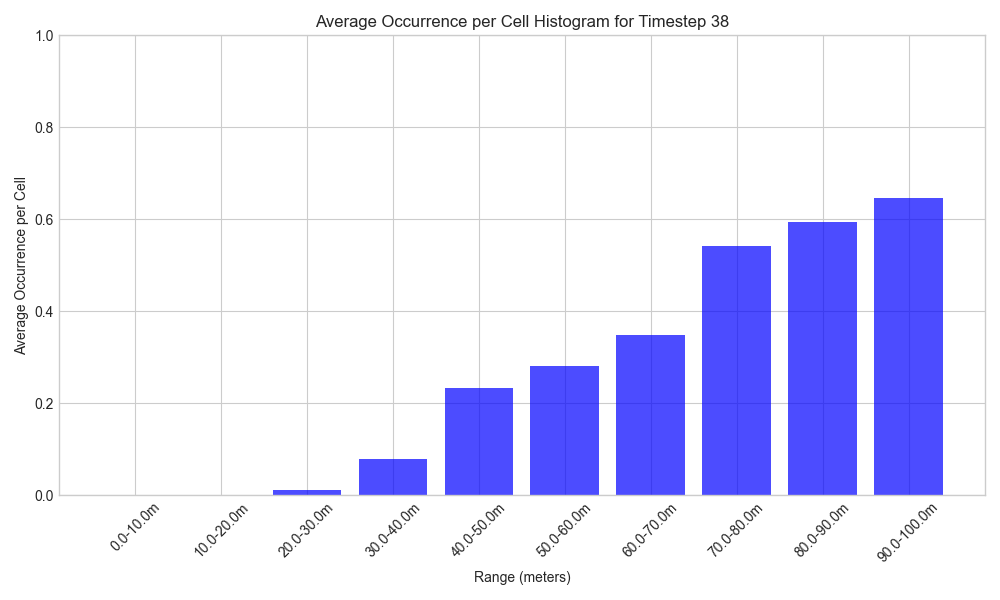 Average Occurrence per Cell Histogram for Timestep 38
1.0
0.8
0.6
0.4
0.2
0.0
Average Occurrence per Cell
0.0-10.0m
10.0-20.0m
20.0-30.0m
30.0-40.0m
40.0-50.0m
50.0-60.0m
60.0-70.0m
70.0-80.0m
80.0-90.0m
90.0-100.0m
Range (meters)